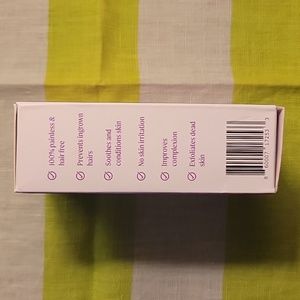 100% painless &
hair free
Prevents ingrown
hairs
Soothes and
conditions skin
No skin irritation
Improves
complexion
Exfoliates dead
skin